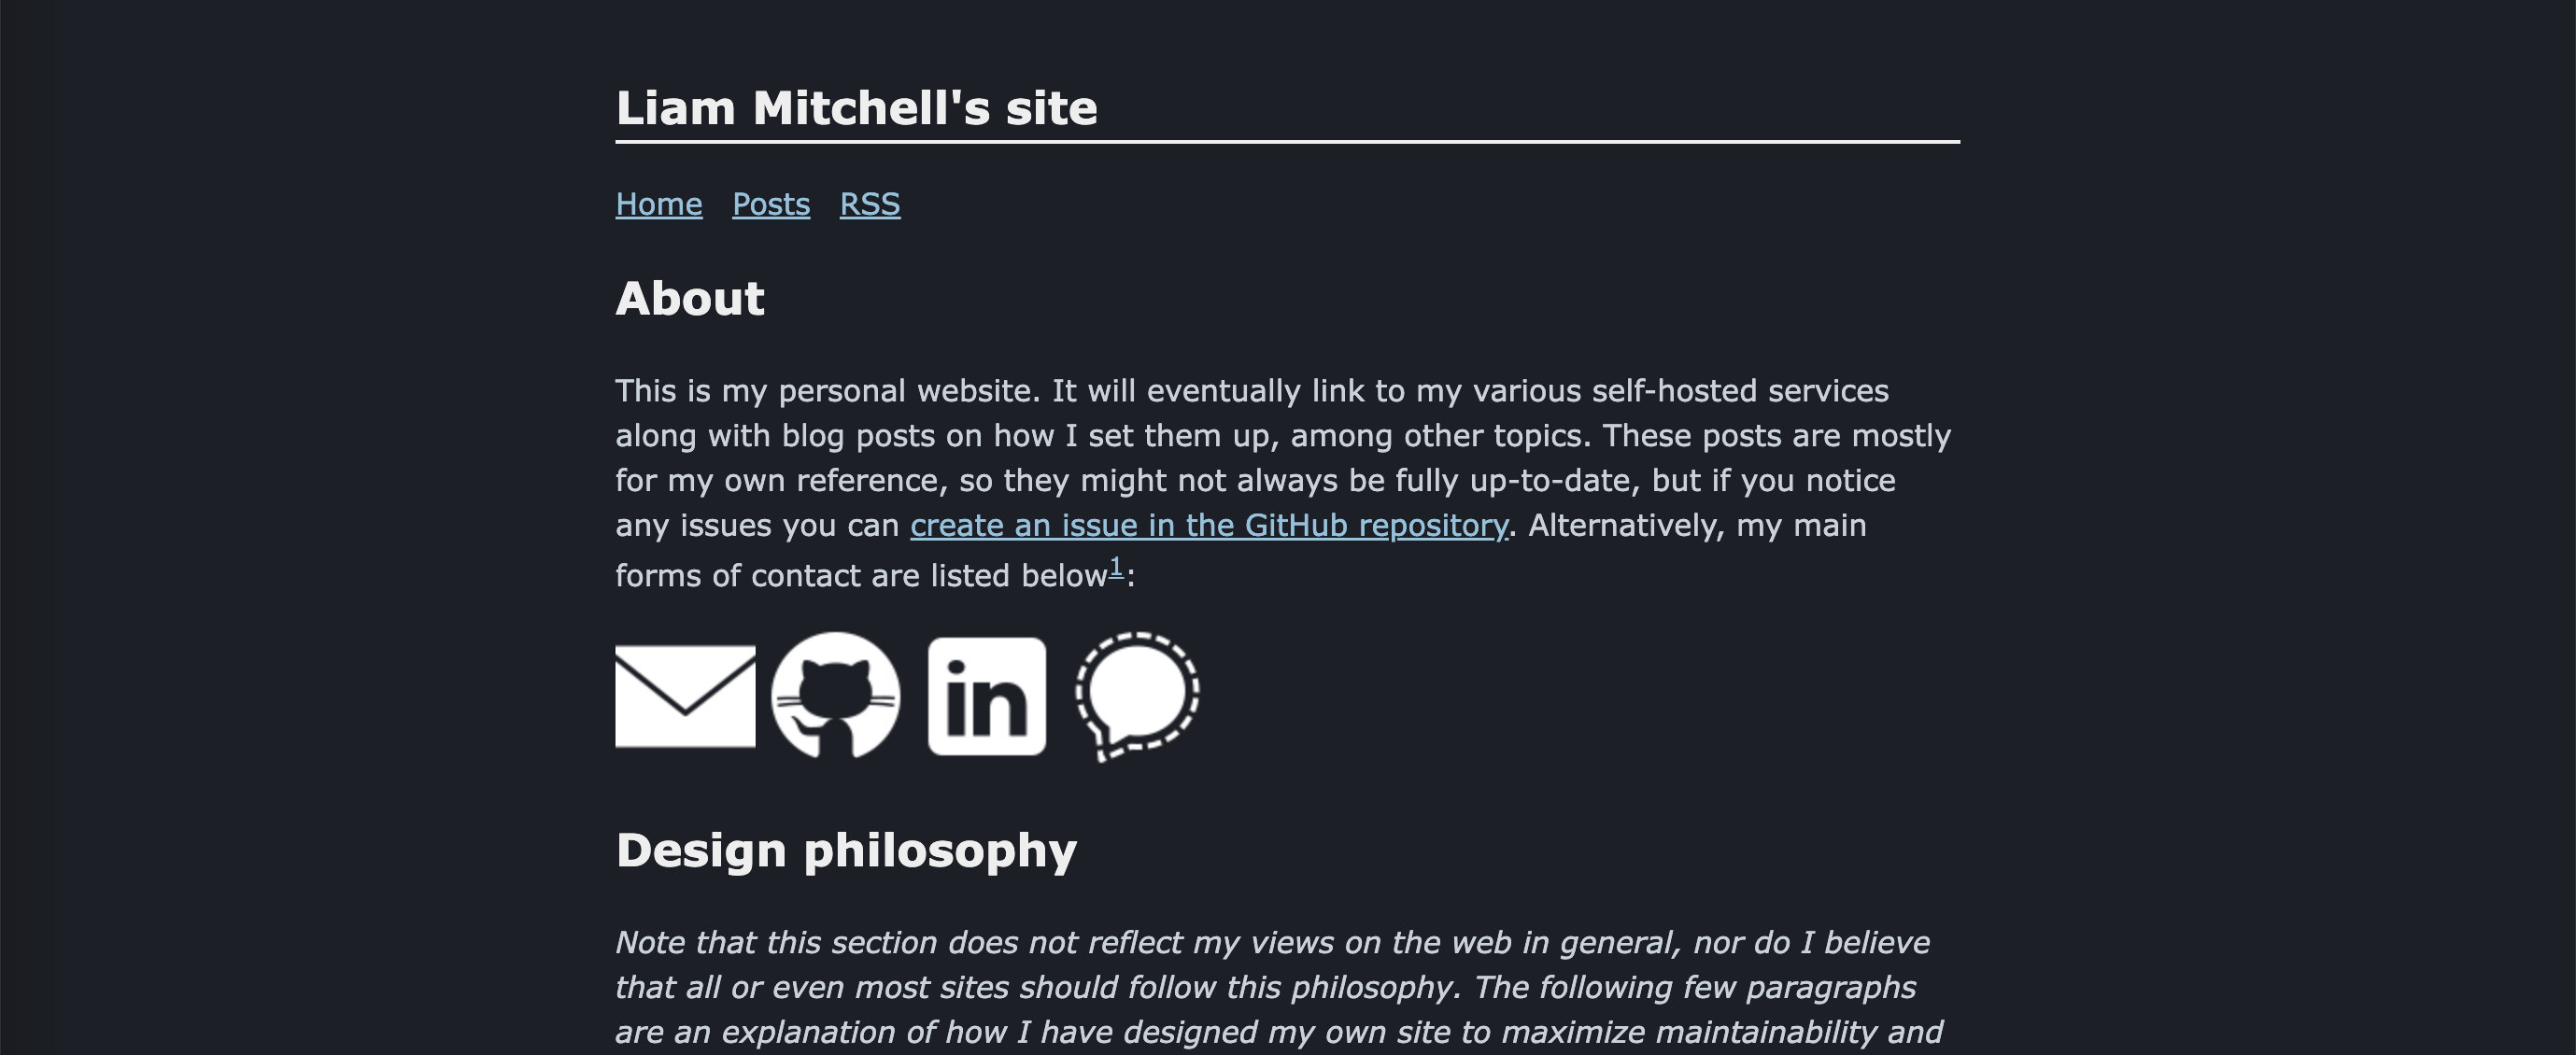 Liam Mitchell's site
Home Posts RSS
About
This is my personal website. It will eventually link to my various self-hosted services
along with blog posts on how I set them up, among other topics. These posts are mostly
for my own reference, so they might not always be fully up-to-date, but if you notice
any issues you can create an issue in the GitHub repository. Alternatively, my main
forms of contact are listed below1:
in
Design philosophy
Note that this section does not reflect my views on the web in general, nor do I believe
that all or even most sites should follow this philosophy. The following few paragraphs
are an explanation of how I have designed my own site to maximize maintainability and